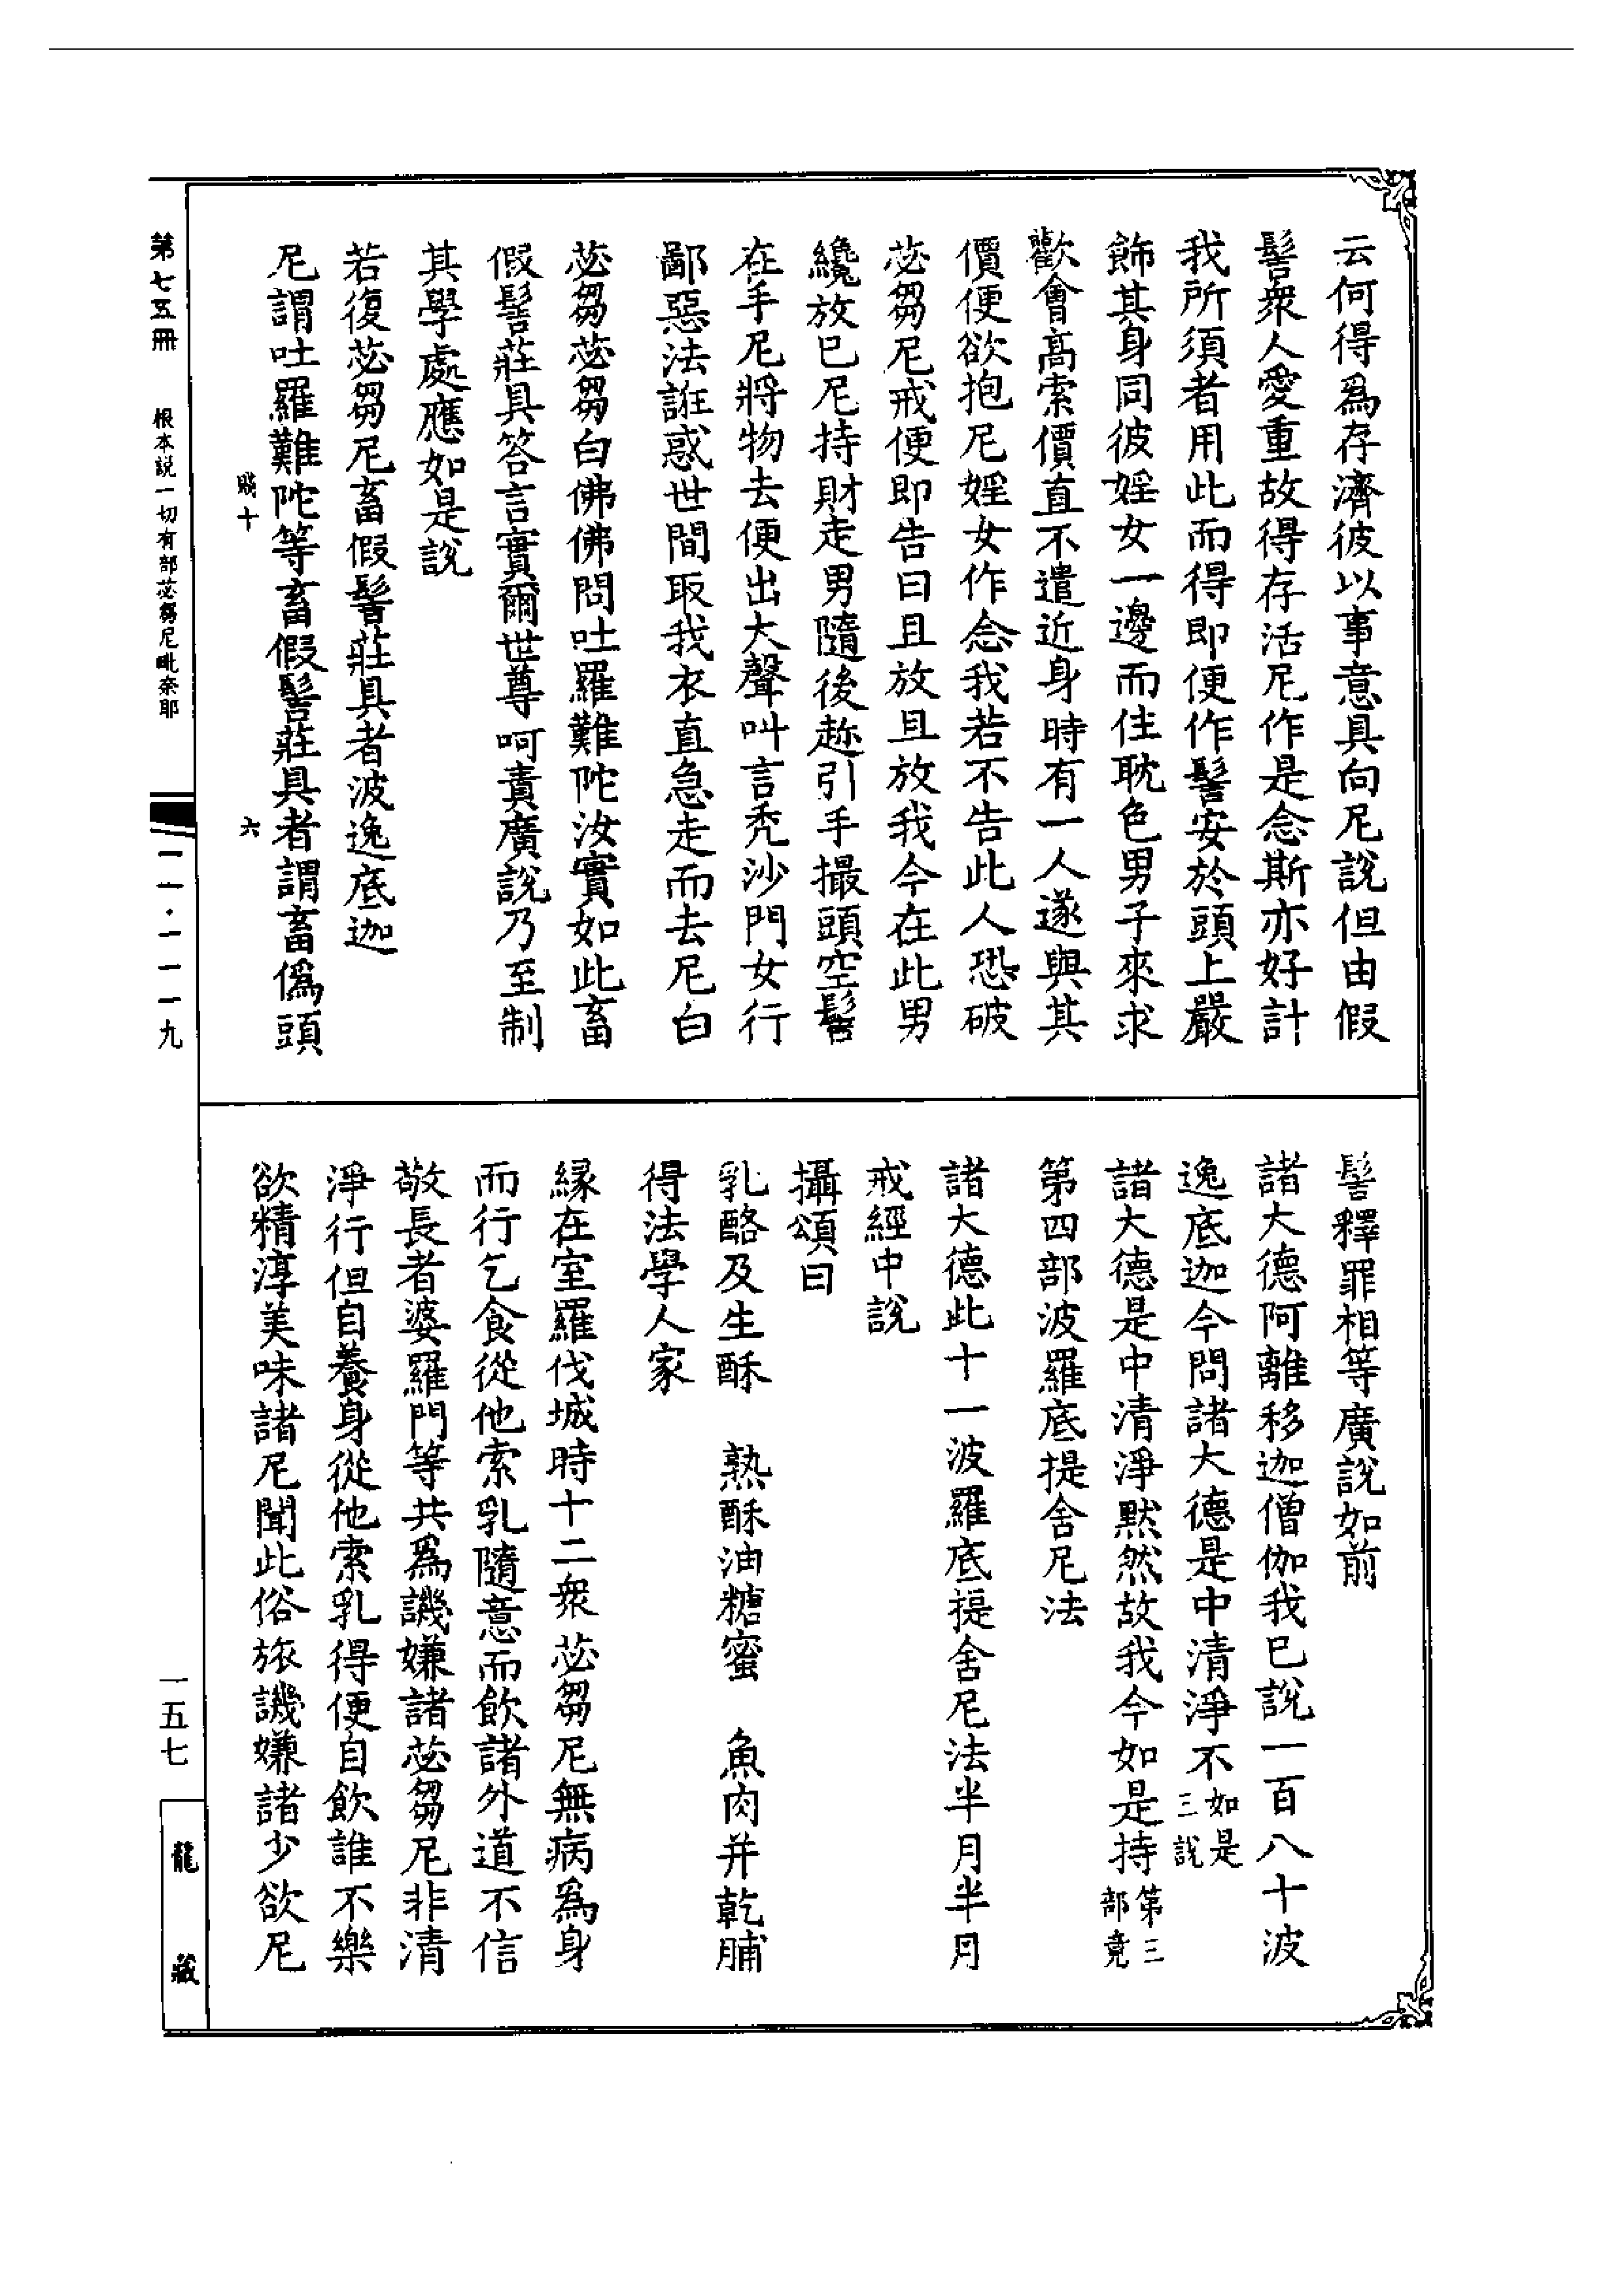 云何得爲存濟彼以事意具向尼說但由假
髻衆人愛重故得存活尼作是念斯亦好計
我所須者用此而得即便作髻安於頭上嚴
飾其身同彼婬女一邊而住耽色男子來求
歡會高索價直不遣近身時有一人遂與其
價便欲抱尼婬女作念我若不告此人恐破
苾芻尼戒便即告曰且放且放我今在此男
纔放已尼持財走男隨後趂引手撮頭空髻
在手尼將物去便出大聲叫言禿沙門女行
鄙惡法誑惑世間取我衣直急走而去尼白
苾芻苾芻白佛佛問吐羅難陀汝實如此畜
假髻莊具答言實爾世尊呵責廣說乃至制
其學處應如是說
若復苾芻尼畜假髻莊具者波逸底迦
尼謂吐羅難陀等畜假髻莊具者謂畜僞頭
髻釋罪相等廣說如前
諸大德阿離移迦僧伽我已說一百八十波
逸底迦今問諸大德是中清淨不如是三說
諸大德是中清淨默然故我今如是持第三部竟
第四部波羅底提舍尼法
諸大德此十一波羅底提舍尼法半月半月
戒經中說
攝頌曰
乳酪及生酥　熟酥油糖蜜　魚肉并乾脯
得法學人家
緣在室羅伐城時十二衆苾芻尼無病爲身
而行乞食從他索乳隨意而飲諸外道不信
敬長者婆羅門等共爲譏嫌諸苾芻尼非清
淨行但自養身從他索乳得便自飲誰不樂
欲精淳美味諸尼聞此俗旅譏嫌諸少欲尼
十　六
第七五冊　根本說一切有部苾芻尼毗奈耶
一一·一一一九
一五七
龍藏